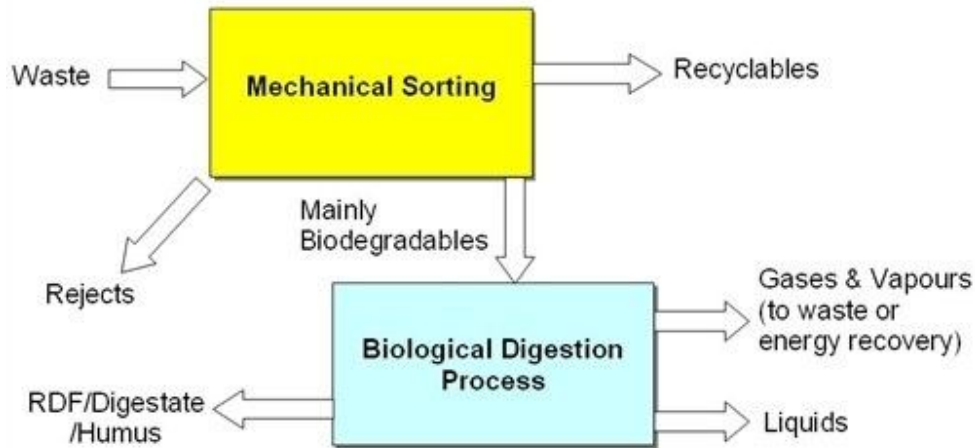 Waste
Mechanical Sorting
Recyclables
Mainly
Biodegradables
Rejects
Gases & Vapours
(to waste or
energy recovery)
Biological Digestion
Process
RDF/Digestate
/Humus
Liquids